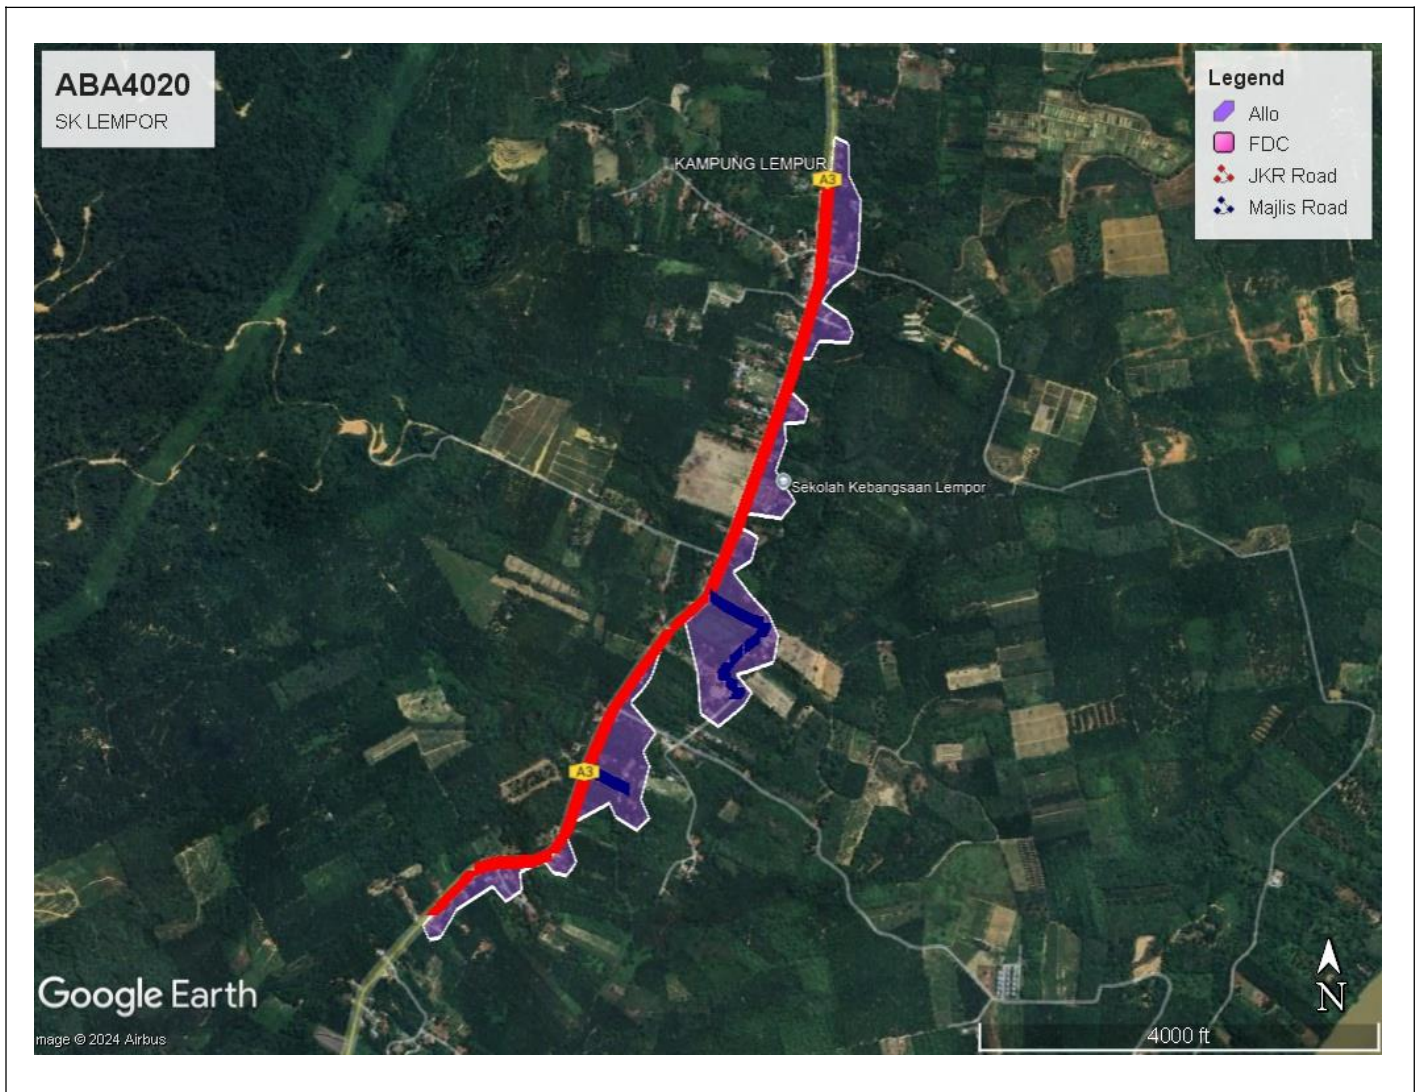 ABA4020
SK LEMPOR
Legend
Allo
FDC
JKR Road
Majlis Road
KAMPUNG LEMPUR
A3
Sekolah Kebangsaan Lempor
A3
Google Earth
mage © 2024 Airbus
N
4000 ft